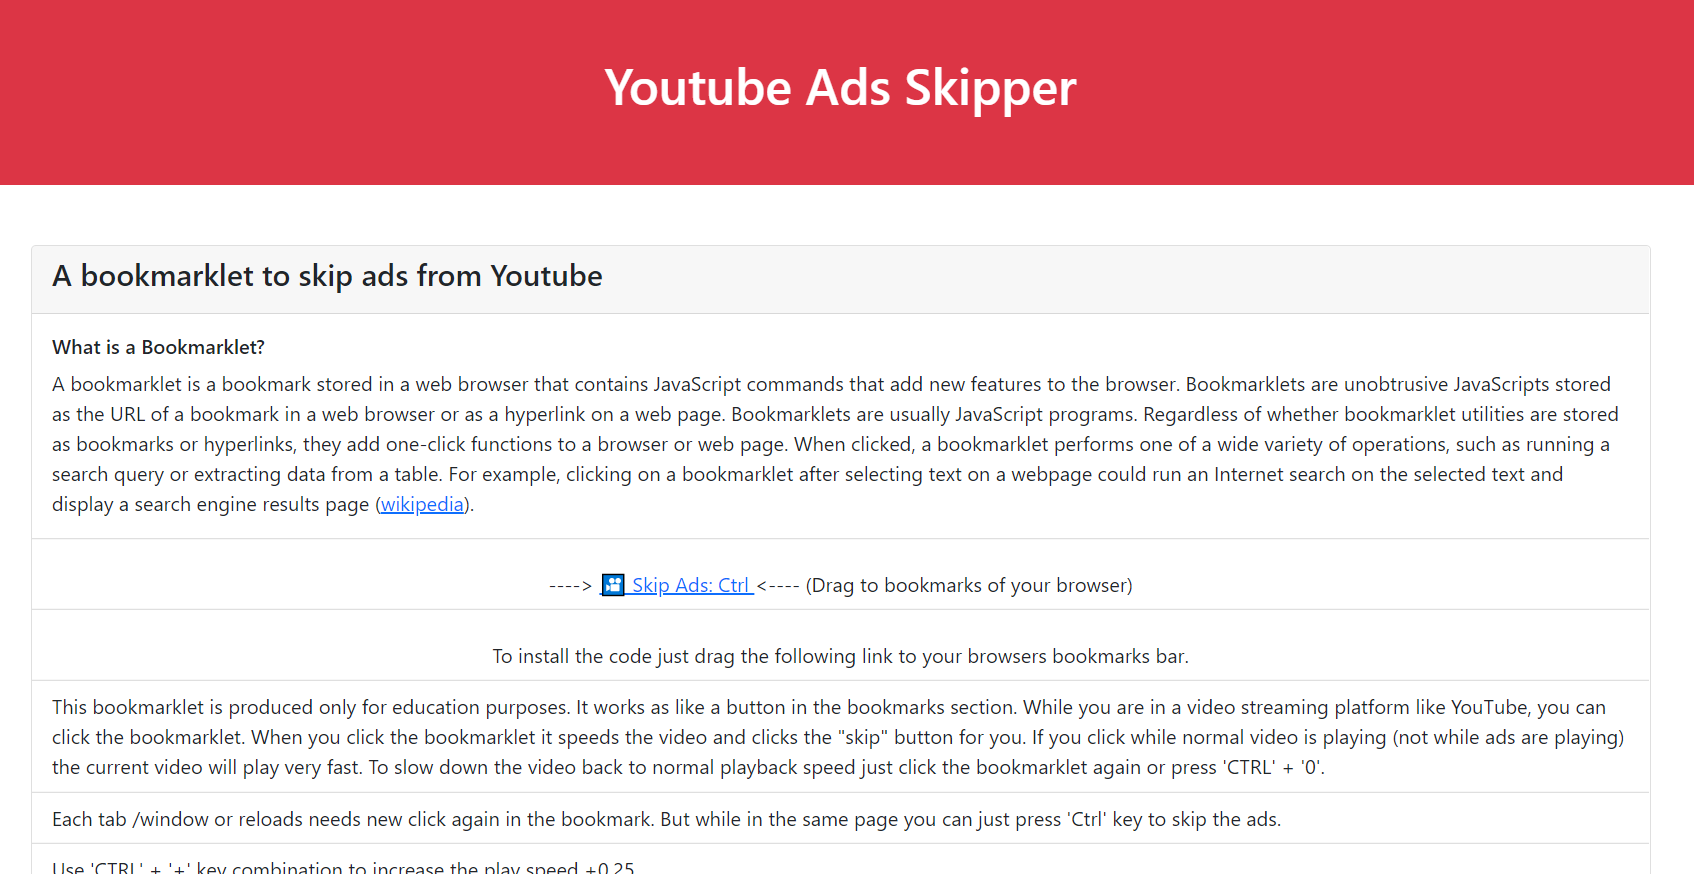 Youtube Ads Skipper
A bookmarklet to skip ads from Youtube
What is a Bookmarklet?
A bookmarklet is a bookmark stored in a web browser that contains JavaScript commands that add new features to the browser. Bookmarklets are unobtrusive JavaScripts stored
as the URL of a bookmark in a web browser or as a hyperlink on a web page. Bookmarklets are usually JavaScript programs. Regardless of whether bookmarklet utilities are stored
as bookmarks or hyperlinks, they add one-click functions to a browser or web page. When clicked, a bookmarklet performs one of a wide variety of operations, such as running a
search query or extracting data from a table. For example, clicking on a bookmarklet after selecting text on a webpage could run an Internet search on the selected text and
display a search engine results page (wikipedia).
----> 🎦 Skip Ads: Ctrl <---- (Drag to bookmarks of your browser)
To install the code just drag the following link to your browsers bookmarks bar.
This bookmarklet is produced only for education purposes. It works as like a button in the bookmarks section. While you are in a video streaming platform like YouTube, you can
click the bookmarklet. When you click the bookmarklet it speeds the video and clicks the "skip" button for you. If you click while normal video is playing (not while ads are playing)
the current video will play very fast. To slow down the video back to normal playback speed just click the bookmarklet again or press 'CTRL' + '0'.
Each tab /window or reloads needs new click again in the bookmark. But while in the same page you can just press 'Ctrl' key to skip the ads.
Use 'CTRL' + '+' key combination to increase the play speed +0.25